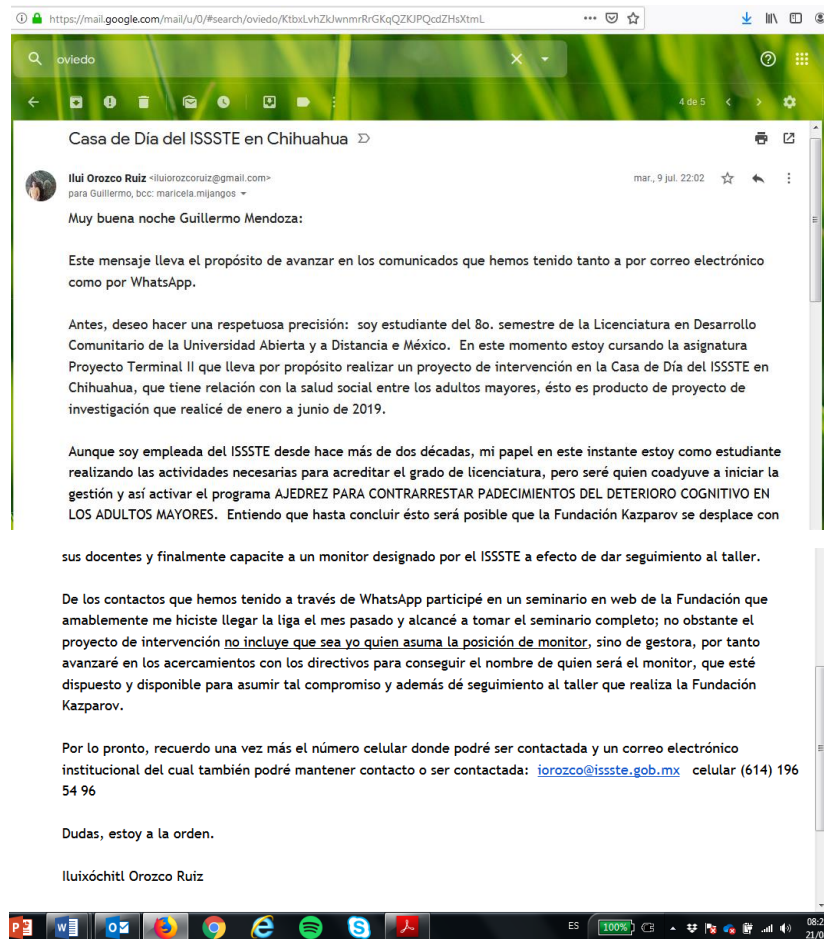 https://mail.google.com/mail/u/0/#search/oviedo/KtbxLvhZkJwnmrRrGKqQZKJPQcdZHsXtmL
oviedo
4 de 5
Casa de Día del ISSSTE en Chihuahua
Ilui Orozco Ruiz <iluiorozcoruiz@gmail.com>
mar., 9 jul. 22:02
para Guillermo, bcc: maricela.mijangos
Muy buena noche Guillermo Mendoza:
Este mensaje lleva el propósito de avanzar en los comunicados que hemos tenido tanto a por correo electrónico
como por WhatsApp.
Antes, deseo hacer una respetuosa precisión: soy estudiante del 8o. semestre de la Licenciatura en Desarrollo
Comunitario de la Universidad Abierta y a Distancia e México. En este momento estoy cursando la asignatura
Proyecto Terminal II que lleva por propósito realizar un proyecto de intervención en la Casa de Día del ISSSTE en
Chihuahua, que tiene relación con la salud social entre los adultos mayores, ésto es producto de proyecto de
investigación que realicé de enero a junio de 2019.
Aunque soy empleada del ISSSTE desde hace más de dos décadas, mi papel en este instante estoy como estudiante
realizando las actividades necesarias para acreditar el grado de licenciatura, pero seré quien coadyuve a iniciar la
gestión y así activar el programa AJEDREZ PARA CONTRARRESTAR PADECIMIENTOS DEL DETERIORO COGNITIVO EN
LOS ADULTOS MAYORES. Entiendo que hasta concluir ésto será posible que la Fundación Kazparov se desplace con
sus docentes y finalmente capacite a un monitor designado por el ISSSTE a efecto de dar seguimiento al taller.
De los contactos que hemos tenido a través de WhatsApp participé en un seminario en web de la Fundación que
amablemente me hiciste llegar la liga el mes pasado y alcancé a tomar el seminario completo; no obstante el
proyecto de intervención no incluye que sea yo quien asuma la posición de monitor, sino de gestora, por tanto
avanzaré en los acercamientos con los directivos para conseguir el nombre de quien será el monitor, que esté
dispuesto y disponible para asumir tal compromiso y además dé seguimiento al taller que realiza la Fundación
Kazparov.
Por lo pronto, recuerdo una vez más el número celular donde podré ser contactada y un correo electrónico
institucional del cual también podré mantener contacto o ser contactada: iorozco@issste.gob.mx celular (614) 196
54 96
Dudas, estoy a la orden.
Iluixóchitl Orozco Ruiz
ES 100% 08:2
21/0